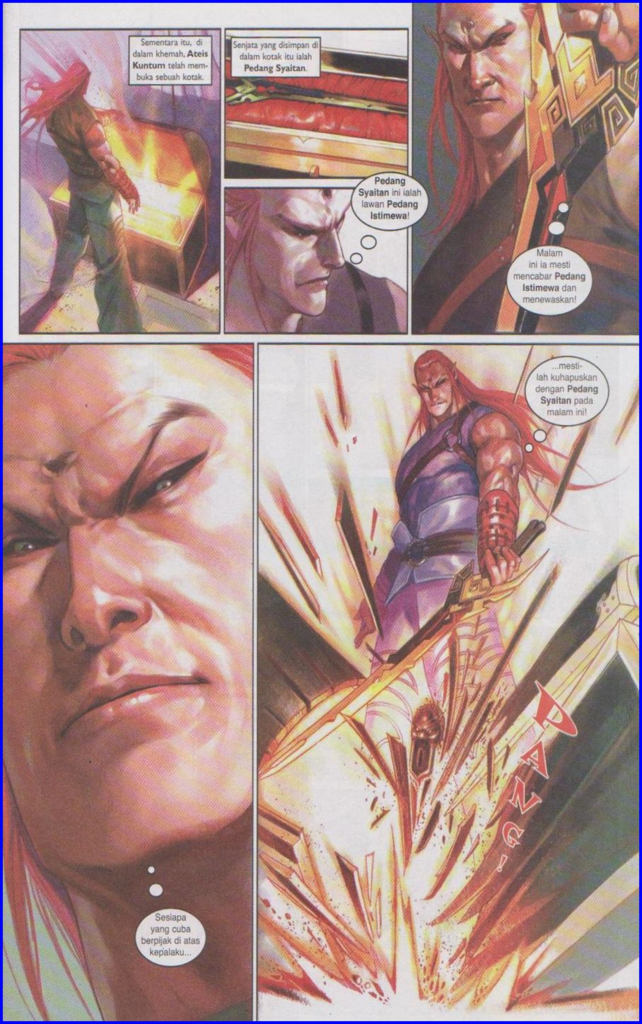 Sementara itu, di
dalam khemah, Ateis
Kuntum telah mem-
buka sebuah kotak.
Senjata yang disimpan di
dalam kotak itu ialah
Pedang Syaitan.
Pedang
Syaitan ini ialah
lawan Pedang
Istimewa!
Malam
ini ia mesti
mencabar Pedang
Istimewa dan
menewaskan!
Sesiapa
yang cuba
berpijak di atas
kepalaku...
...mesti-
lah kuhapuskan
dengan Pedang
Syaitan pada
malam ini!
PANG!